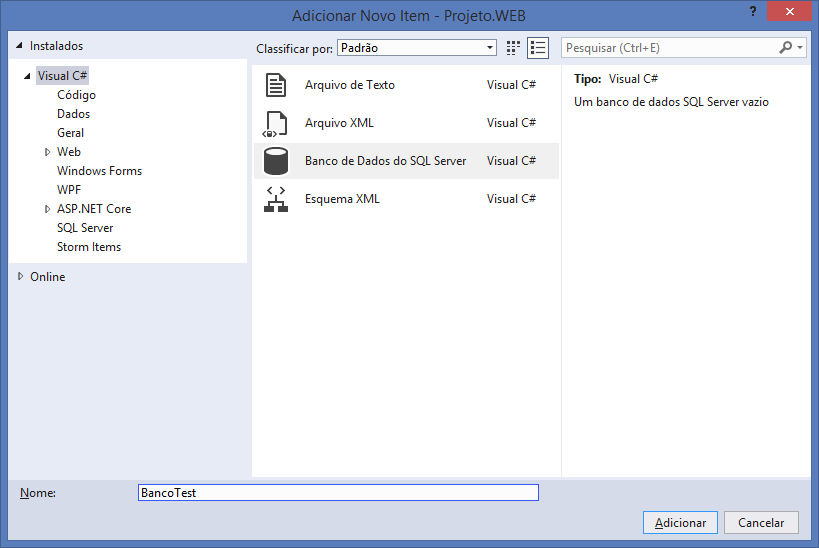 Adicionar Novo Item - Projeto.WEB
?
Instalados
Visual C#
Código
Dados
Geral
Web
Windows Forms
WPF
ASP.NET Core
SQL Server
Storm Items
Online
Classificar por: Padrão
Arquivo de Texto Visual C#
Arquivo XML Visual C#
Banco de Dados do SQL Server Visual C#
Esquema XML Visual C#
Pesquisar (Ctrl+E)
Tipo: Visual C#
Um banco de dados SQL Server vazio
Nome: BancoTest
Adicionar Cancelar